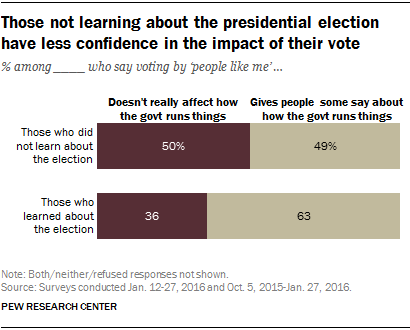 Those not learning about the presidential election
have less confidence in the impact of their vote
% among ____ who say voting by ‘people like me’ ...
Doesn't really affect how
the govt runs things
Gives people some say about
how the govt runs things
Those who did
not learn about
the election
50%
49%
Those who
learned about
the election
36
63
Note: Both/neither/refused responses not shown.
Source: Surveys conducted Jan. 12-27, 2016 and Oct. 5, 2015-Jan. 27, 2016.
PEW RESEARCH CENTER